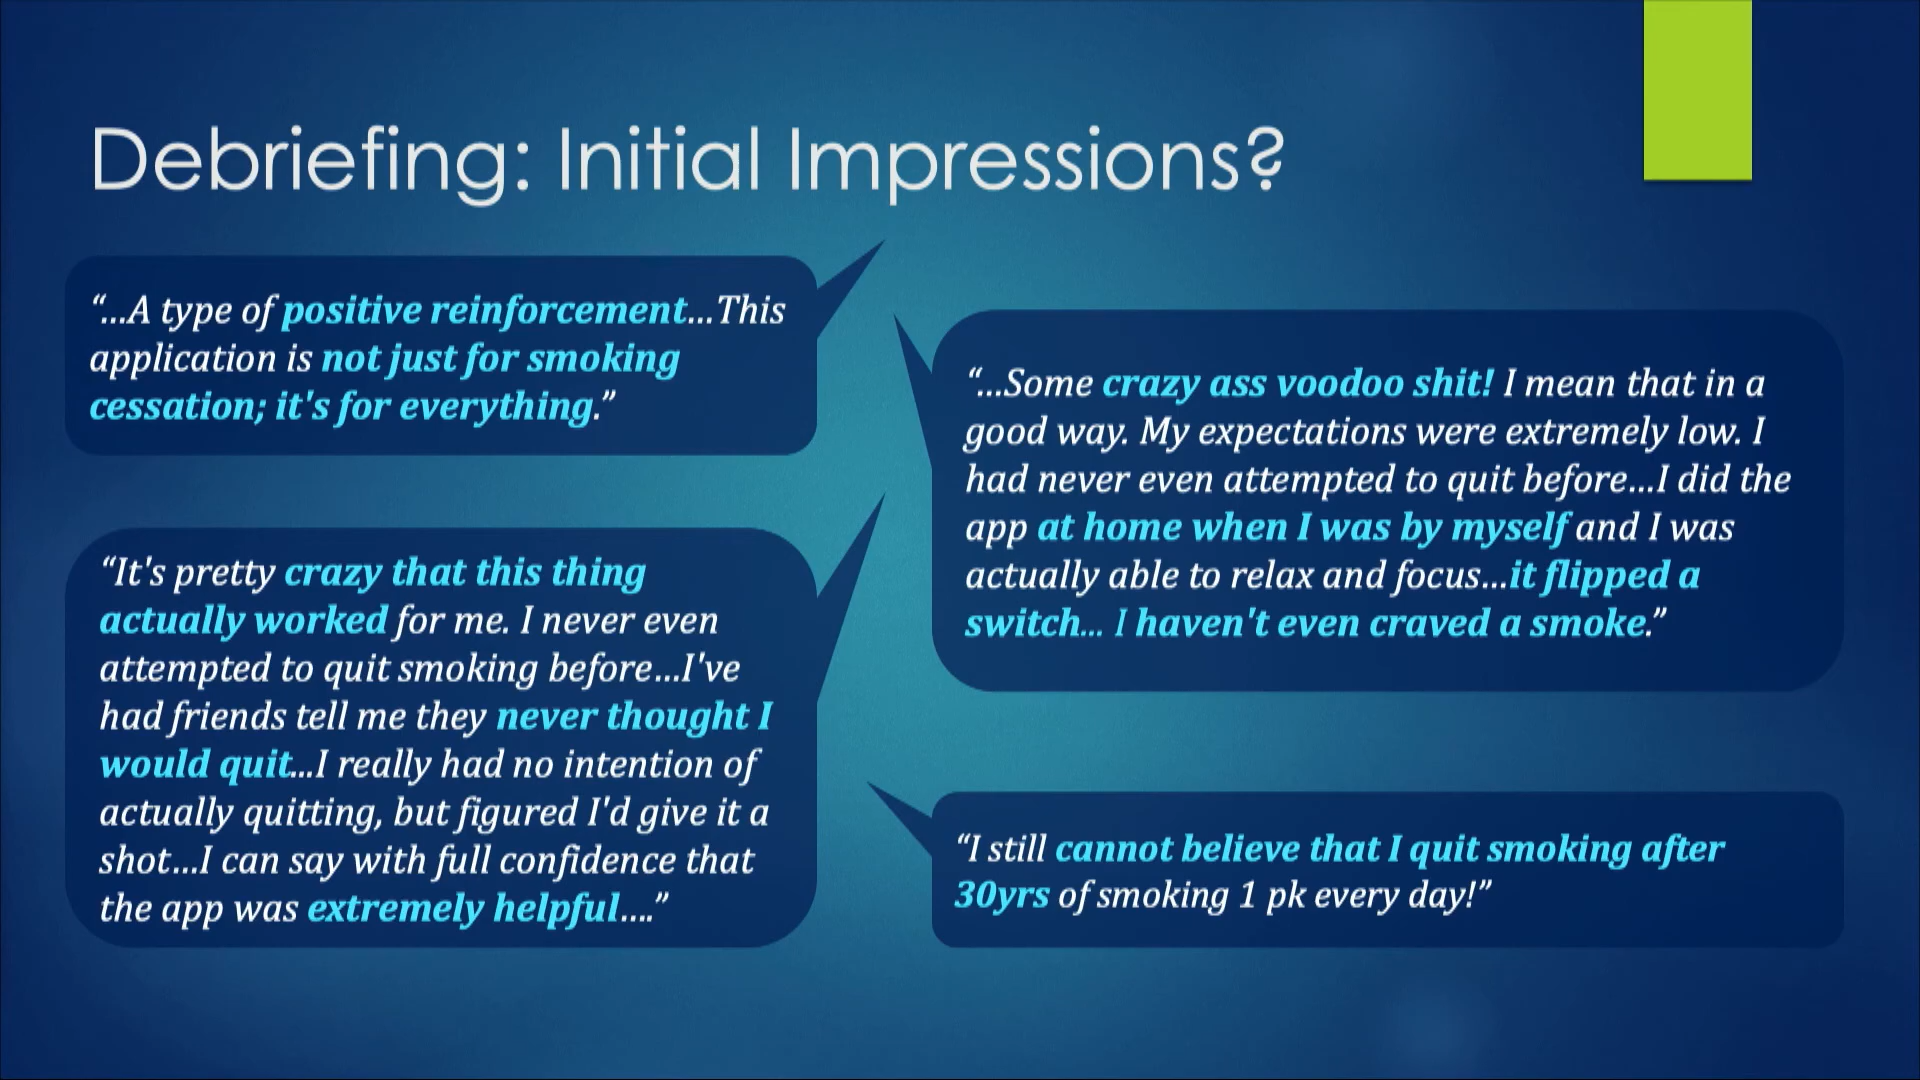 Debriefing: Initial Impressions?
“...A type of positive reinforcement...This
application is not just for smoking
cessation; it's for everything.”
“...Some crazy ass voodoo shit! I mean that in a
good way. My expectations were extremely low. I
had never even attempted to quit before...I did the
app at home when I was by myself and I was
actually able to relax and focus...it flipped a
switch... I haven't even craved a smoke.”
“It's pretty crazy that this thing
actually worked for me. I never even
attempted to quit smoking before...I've
had friends tell me they never thought I
would quit...I really had no intention of
actually quitting, but figured I'd give it a
shot...I can say with full confidence that
the app was extremely helpful....”
“I still cannot believe that I quit smoking after
30yrs of smoking 1 pk every day!”